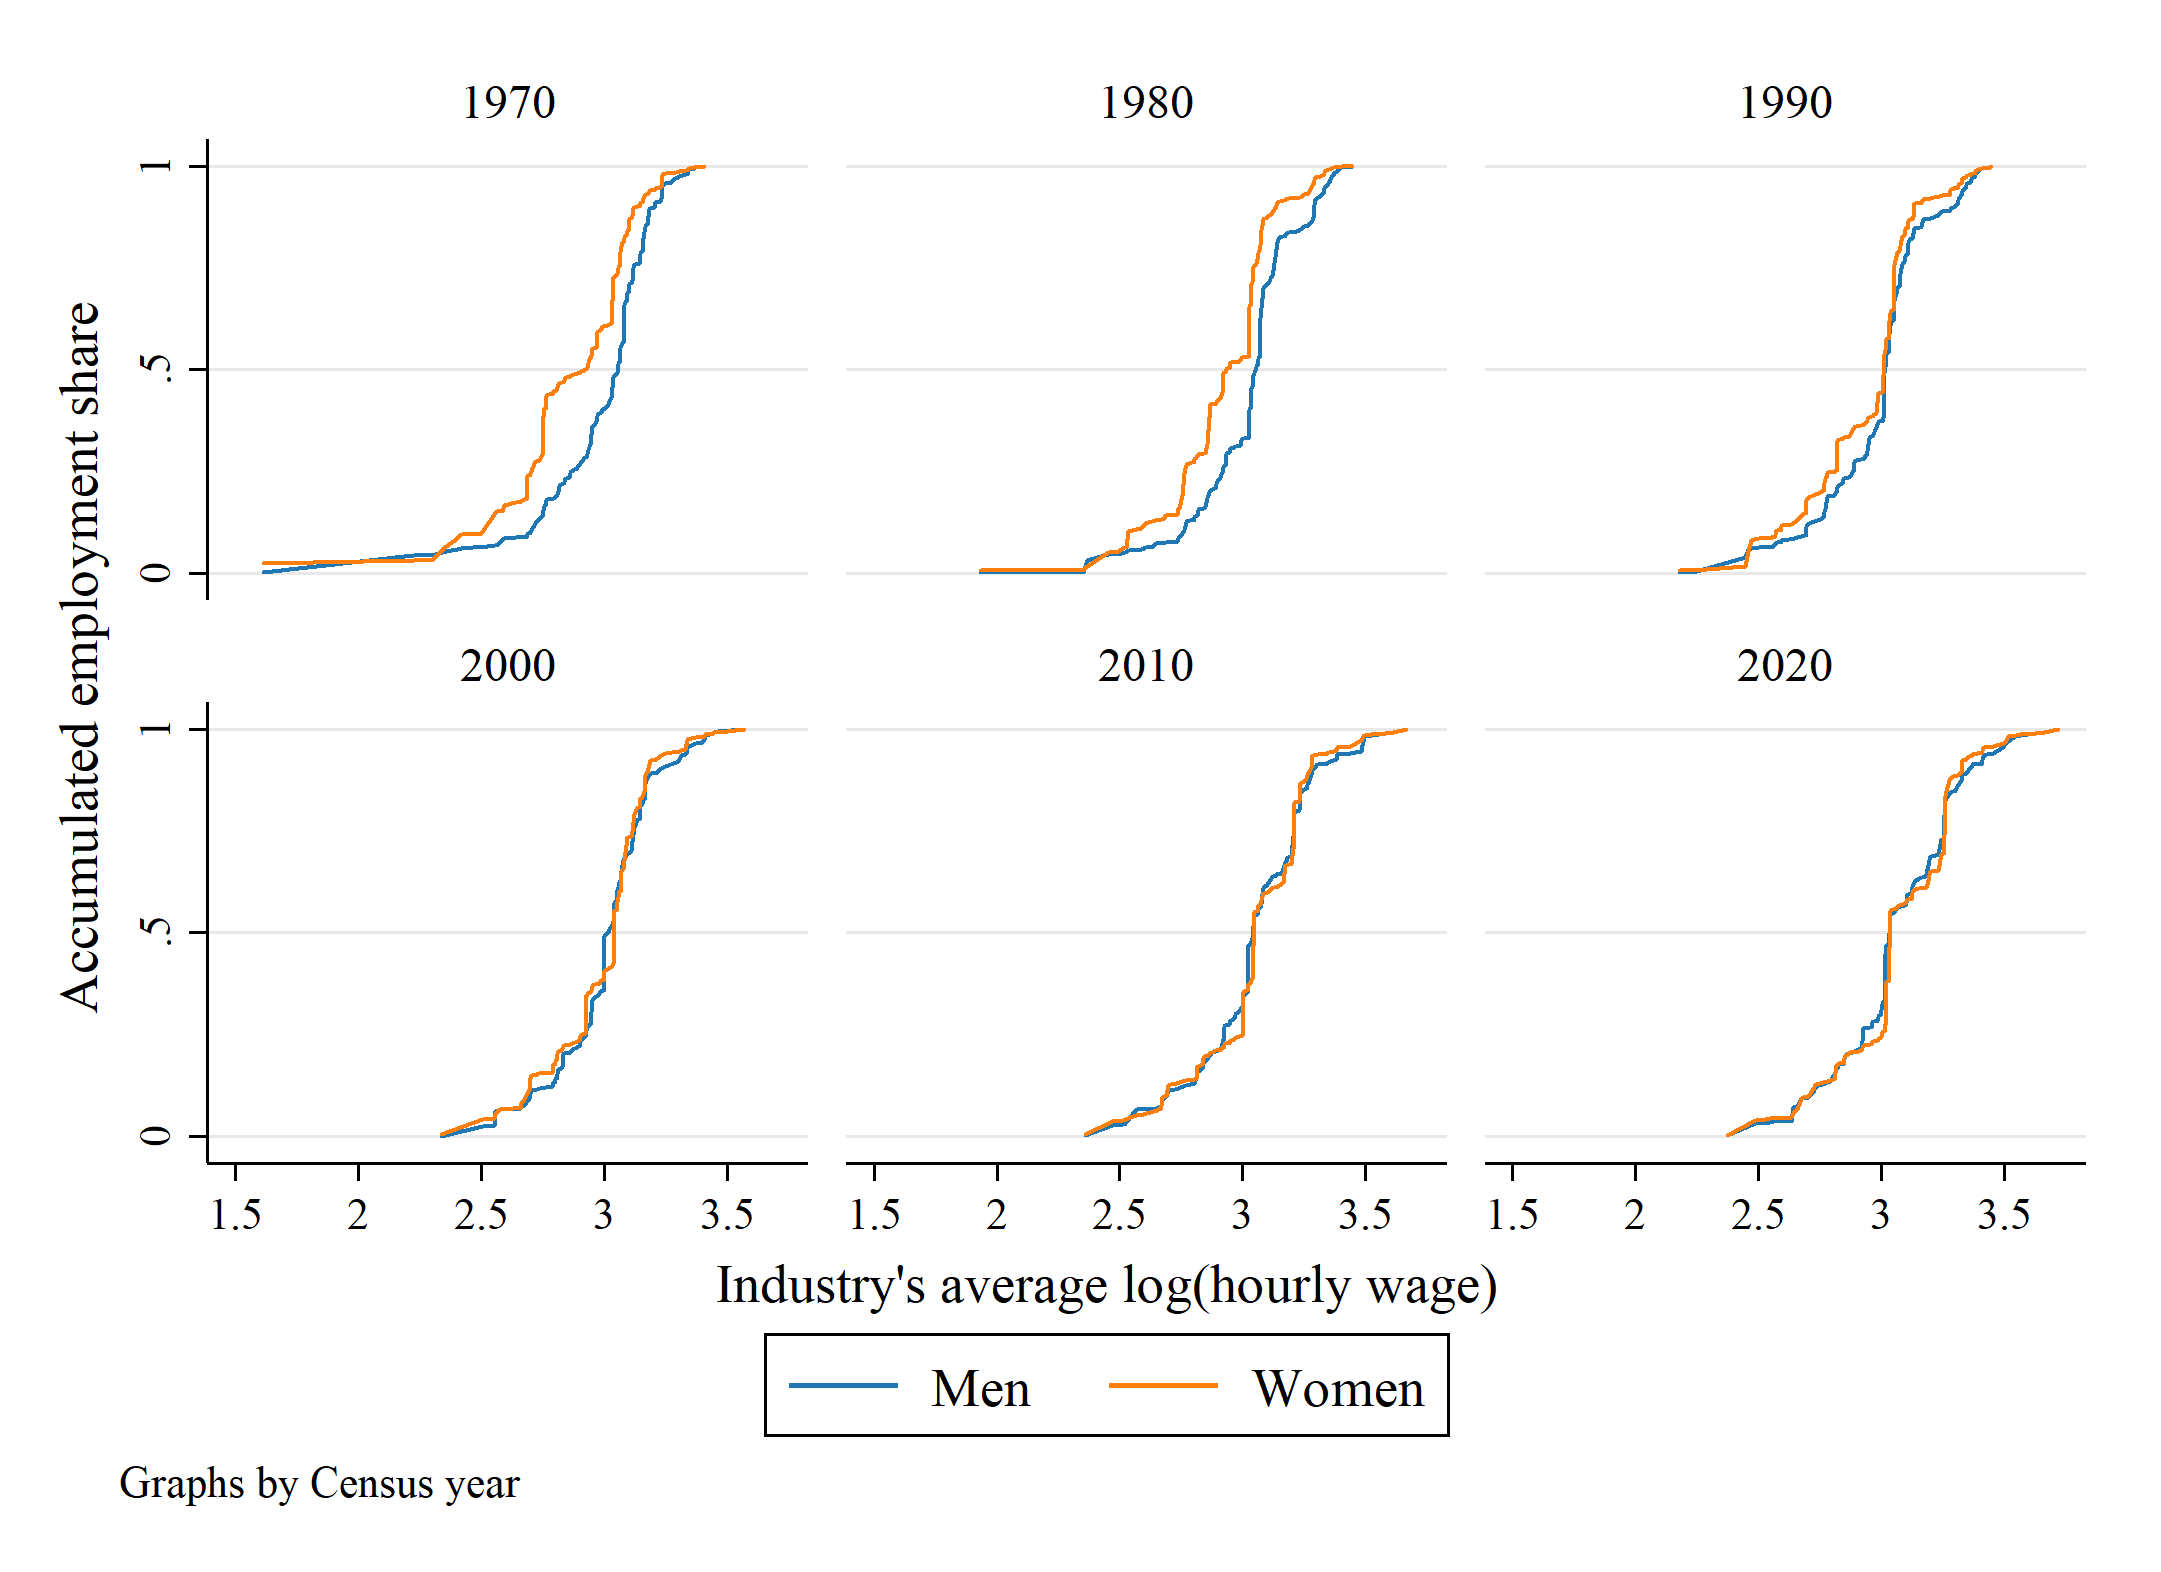 1970
1980
1990
1
.5
0
2000
2010
2020
1
.5
0
Accumulated employment share
1.5 2 2.5 3 3.5
1.5 2 2.5 3 3.5
1.5 2 2.5 3 3.5
Industry's average log(hourly wage)
Men
Women
Graphs by Census year